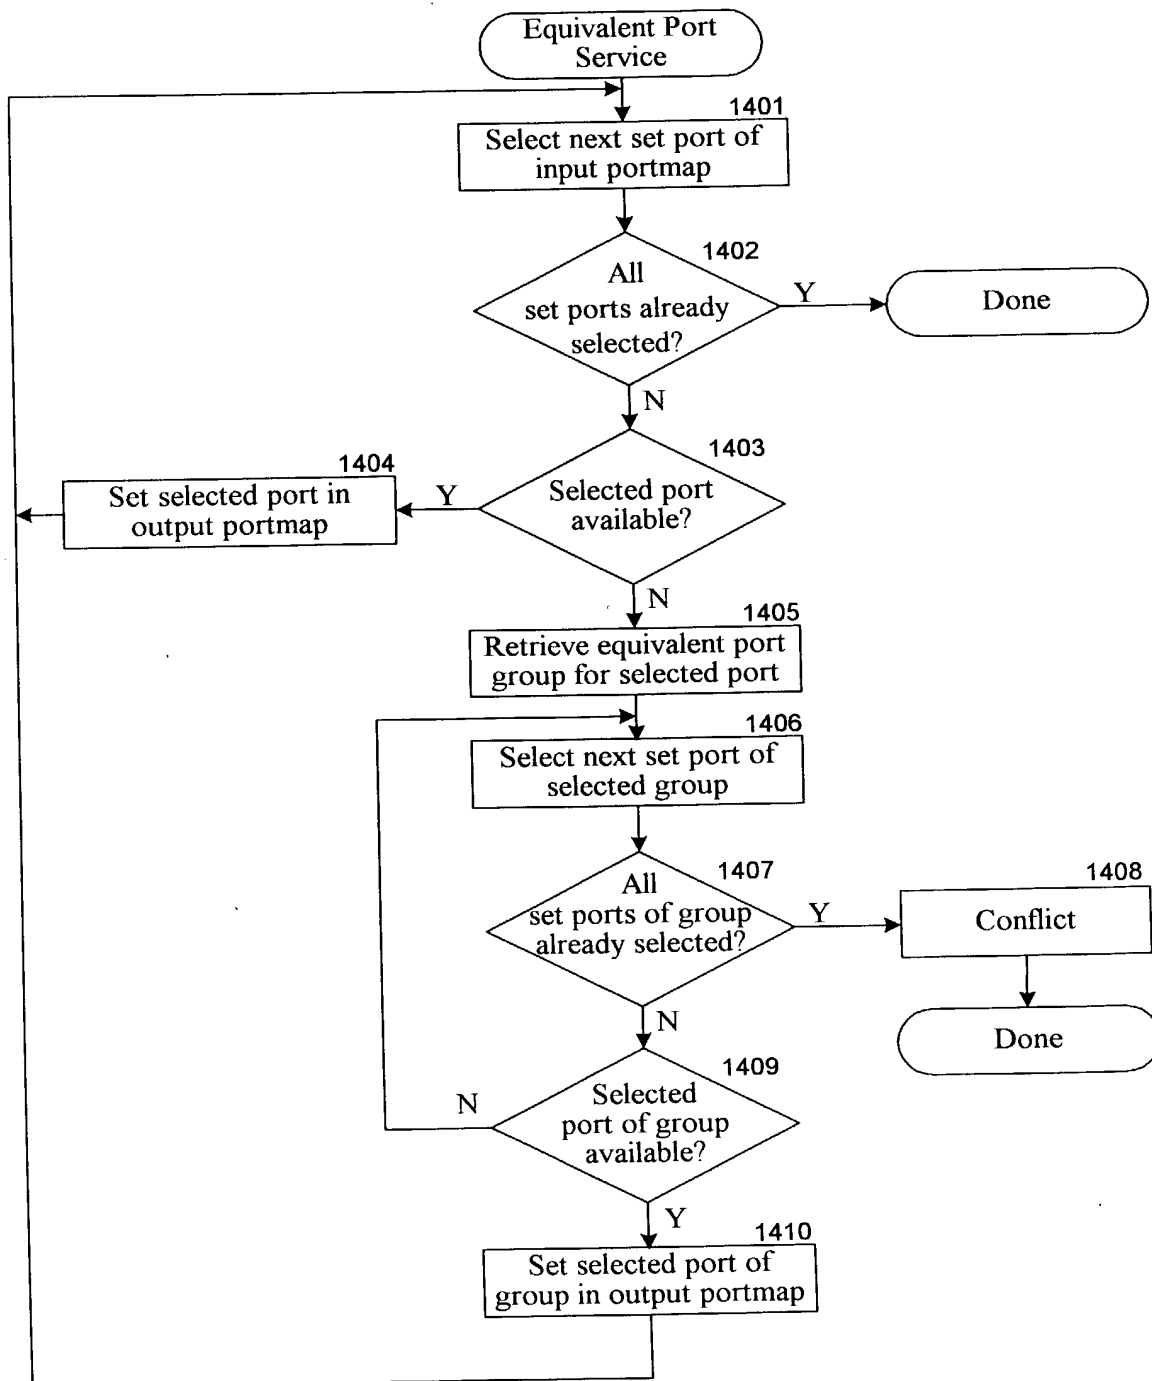 Equivalent Port
Service
1401
Select next set port of
input portmap
1402
All
set ports already
selected?
Y
Done
N
1403
Selected port
available?
Y
1404
Set selected port in
output portmap
N
1405
Retrieve equivalent port
group for selected port
1406
Select next set port of
selected group
1407
All
set ports of group
already selected?
Y
1408
Conflict
Done
N
1409
Selected
port of group
available?
N
Y
1410
Set selected port of
group in output portmap